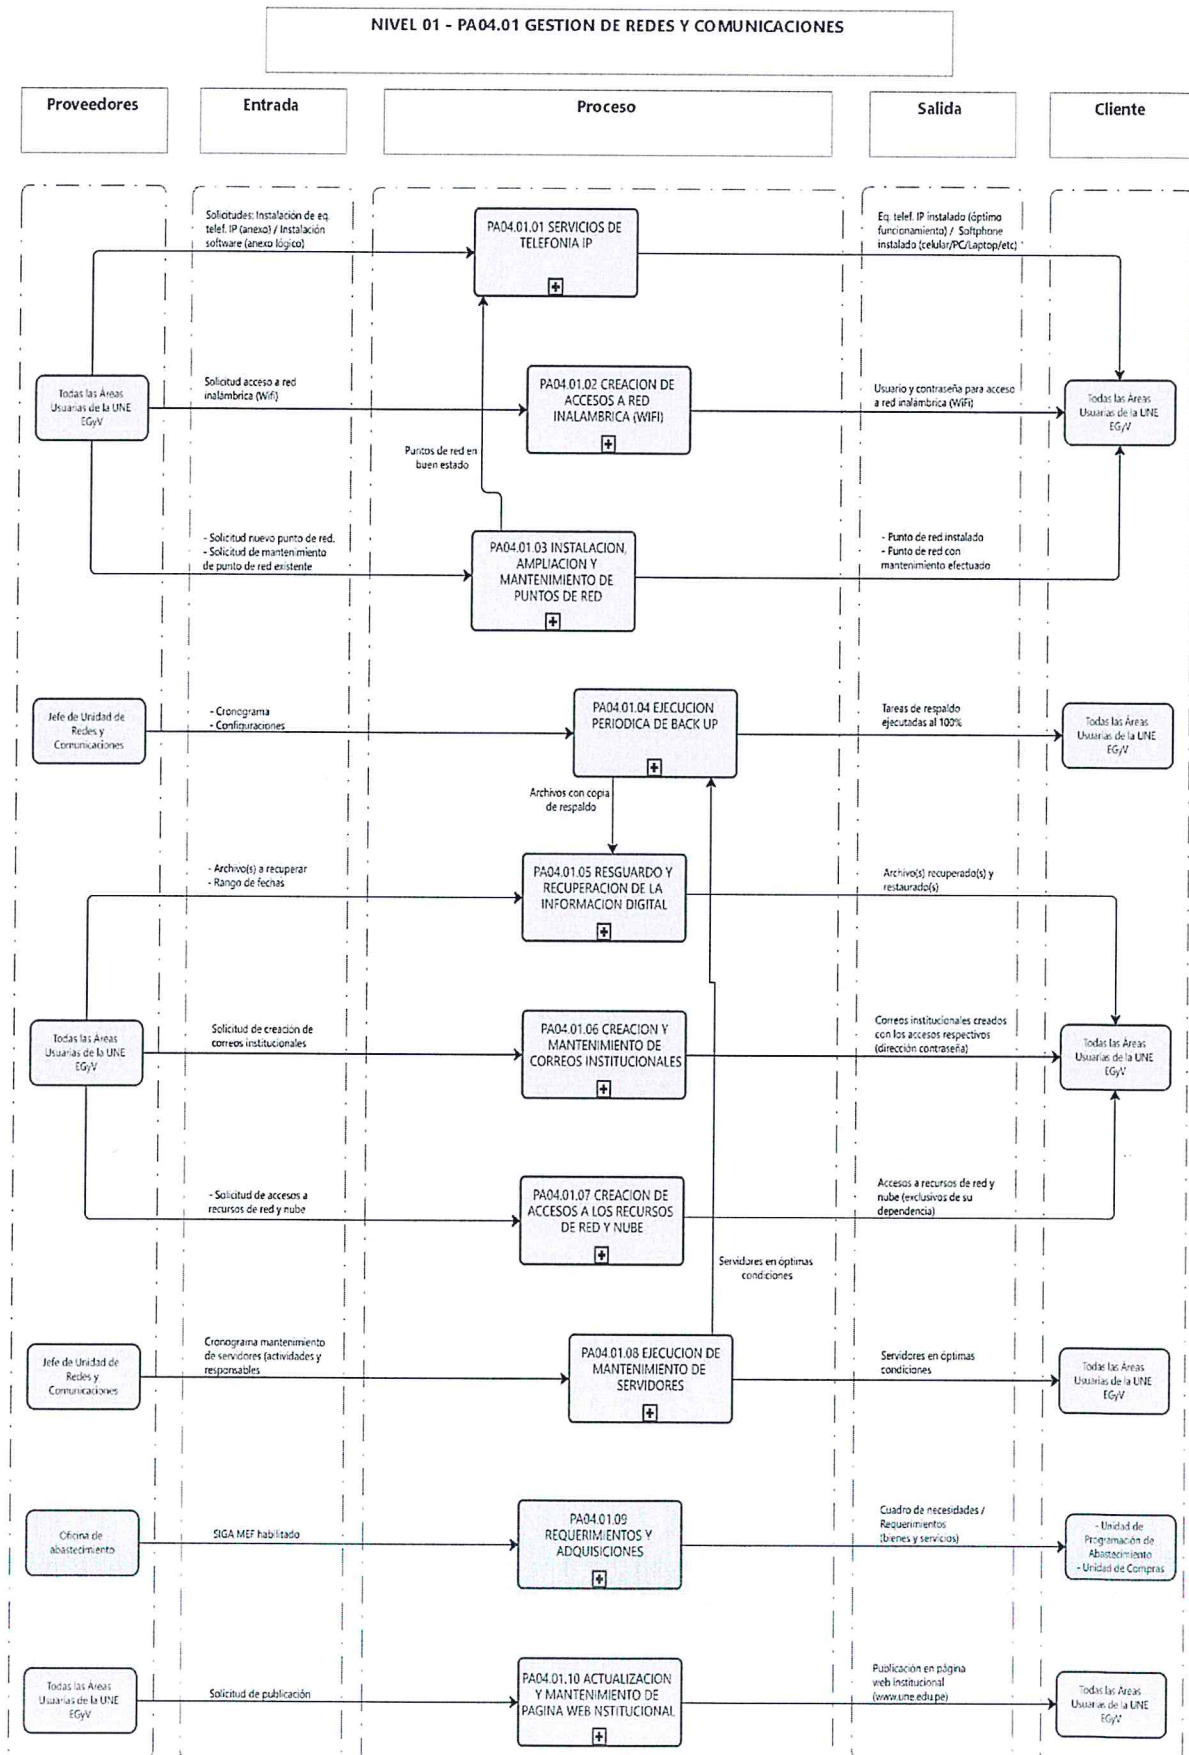 NIVEL 01 - PA04.01 GESTION DE REDES Y COMUNICACIONES
Proveedores
Entrada
Proceso
Salida
Cliente
Solicitudes: Instalación de eq.
telef. IP (anexo) / Instalación
software (anexo lógico)
PA04.01.01 SERVICIOS DE
TELEFONIA IP
Eq. telef. IP instalado (óptimo
funcionamiento) / Softphone
instalado (celular/PC/Laptop/etc)
Todas las Áreas
Usuarias de la UNE
EGyV
Solicitud acceso a red
inalámbrica (Wifi)
PA04.01.02 CREACION DE
ACCESOS A RED
INALAMBRICA (WIFI)
Usuario y contraseña para acceso
a red inalámbrica (WiFi)
Todas las Áreas
Usuarias de la UNE
EGyV
Puntos de red en
buen estado
- Solicitud nuevo punto de red.
- Solicitud de mantenimiento
de punto de red existente
PA04.01.03 INSTALACION,
AMPLIACION Y
MANTENIMIENTO DE
PUNTOS DE RED
- Punto de red instalado
- Punto de red con
mantenimiento efectuado
Jefe de Unidad de
Redes y
Comunicaciones
- Cronograma
- Configuraciones
PA04.01.04 EJECUCION
PERIODICA DE BACK UP
Tareas de respaldo
ejecutadas al 100%
Todas las Áreas
Usuarias de la UNE
EGyV
Archivos con copia
de respaldo
- Archivo(s) a recuperar
- Rango de fechas
PA04.01.05 RESGUARDO Y
RECUPERACION DE LA
INFORMACION DIGITAL
Archivo(s) recuperado(s) y
restaurado(s)
Todas las Áreas
Usuarias de la UNE
EGyV
Solicitud de creación de
correos institucionales
PA04.01.06 CREACION Y
MANTENIMIENTO DE
CORREOS INSTITUCIONALES
Correos institucionales creados
con los accesos respectivos
(dirección contraseña)
Todas las Áreas
Usuarias de la UNE
EGyV
- Solicitud de accesos a
recursos de red y nube
PA04.01.07 CREACION DE
ACCESOS A LOS RECURSOS
DE RED Y NUBE
Accesos a recursos de red y
nube (exclusivos de su
dependencia)
Servidores en óptimas
condiciones
Jefe de Unidad de
Redes y
Comunicaciones
Cronograma mantenimiento
de servidores (actividades y
responsables
PA04.01.08 EJECUCION DE
MANTENIMIENTO DE
SERVIDORES
Servidores en óptimas
condiciones
Todas las Áreas
Usuarias de la UNE
EGyV
Oficina de
abastecimiento
SIGA MEF habilitado
PA04.01.09
REQUERIMIENTOS Y
ADQUISICIONES
Cuadro de necesidades /
Requerimientos
(bienes y servicios)
- Unidad de
Programación de
Abastecimiento
- Unidad de Compras
Todas las Áreas
Usuarias de la UNE
EGyV
Solicitud de publicación
PA04.01.10 ACTUALIZACION
Y MANTENIMIENTO DE
PAGINA WEB NSTITUCIONAL
Publicación en página
web institucional
(www.une.edu.pe)
Todas las Áreas
Usuarias de la UNE
EGyV